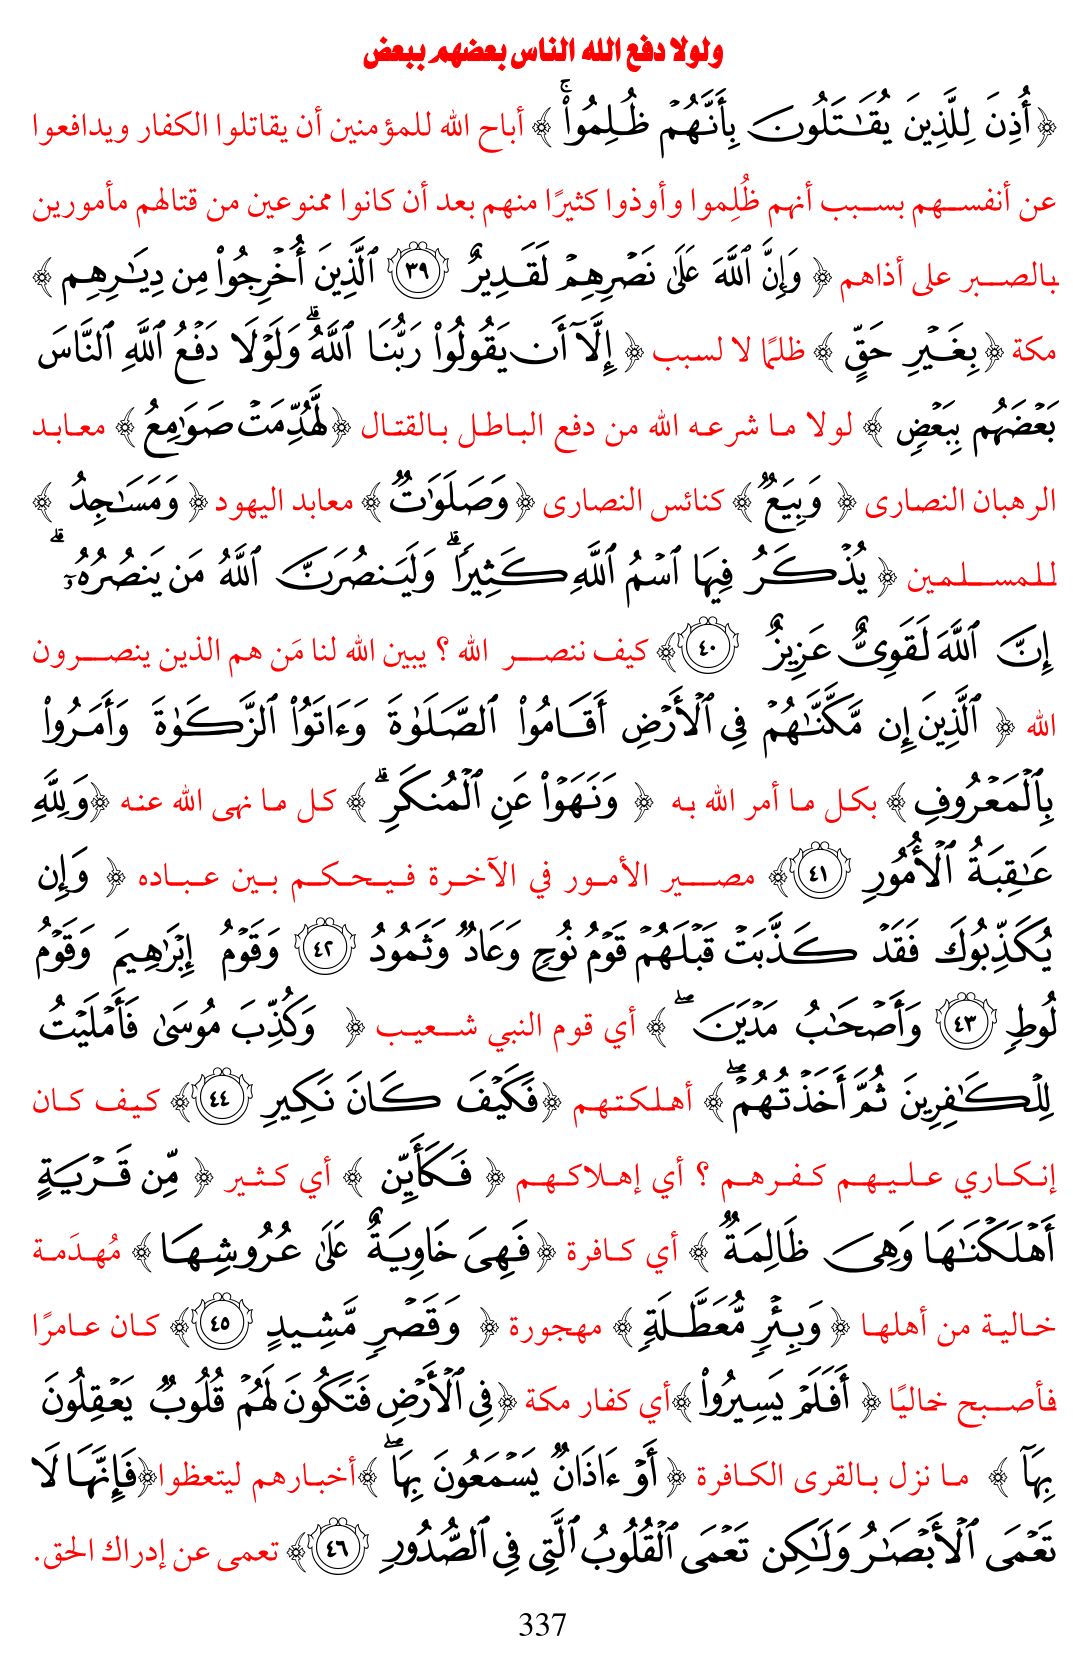 ولولا دفع الله الناس بعضهم ببعض
﴿أُذِنَ لِلَّذِينَ يُقَٰتَلُونَ بِأَنَّهُمۡ ظُلِمُواْۚ﴾ أباح الله للمؤمنين أن يقاتلوا الكفار ويدافعوا
عن أنفسهم بسبب أنهم ظُلِموا وأوذوا كثيرًا منهم بعد أن كانوا ممنوعين من قتالهم مأمورين
بالصبر على أذاهم ﴿وَإِنَّ ٱللَّهَ عَلَىٰ نَصۡرِهِمۡ لَقَدِيرٌ ٣٩ ٱلَّذِينَ أُخۡرِجُواْ مِن دِيَٰرِهِم﴾
مكة ﴿بِغَيۡرِ حَقٍّ﴾ ظلمًا لا لسبب ﴿إِلَّآ أَن يَقُولُواْ رَبُّنَا ٱللَّهُۗ وَلَوۡلَا دَفۡعُ ٱللَّهِ ٱلنَّاسَ
بَعۡضَهُم بِبَعۡضٖ﴾ لولا ما شرعه الله من دفع الباطل بالقتال ﴿لَّهُدِّمَتۡ صَوَٰمِعُ﴾ معابد
الرهبان النصارى ﴿وَبِيَعٞ﴾ كنائس النصارى ﴿وَصَلَوَٰتٞ﴾ معابد اليهود ﴿وَمَسَٰجِدُ﴾
للمسلمين ﴿يُذۡكَرُ فِيهَا ٱسۡمُ ٱللَّهِ كَثِيرٗاۗ وَلَيَنصُرَنَّ ٱللَّهُ مَن يَنصُرُهُۥٓۗ
إِنَّ ٱللَّهَ لَقَوِيٌّ عَزِيزٌ ٤٠﴾ كيف ننصر الله ؟ يبين الله لنا مَن هم الذين ينصرون
الله ﴿ٱلَّذِينَ إِن مَّكَّنَّٰهُمۡ فِي ٱلۡأَرۡضِ أَقَامُواْ ٱلصَّلَوٰةَ وَءَاتَوُاْ ٱلزَّكَوٰةَ وَأَمَرُواْ
بِٱلۡمَعۡرُوفِ﴾ بكل ما أمر الله به ﴿وَنَهَوۡاْ عَنِ ٱلۡمُنكَرِۗ﴾ كل ما نهى الله عنه ﴿وَلِلَّهِ
عَٰقِبَةُ ٱلۡأُمُورِ ٤١﴾ مصير الأمور في الآخرة فيحكم بين عباده ﴿وَإِن
يُكَذِّبُوكَ فَقَدۡ كَذَّبَتۡ قَبۡلَهُمۡ قَوۡمُ نُوحٖ وَعَادٞ وَثَمُودُ ٤٢ وَقَوۡمُ إِبۡرَٰهِيمَ وَقَوۡمُ
لُوطٖ ٤٣ وَأَصۡحَٰبُ مَدۡيَنَۖ﴾ أي قوم النبي شعيب ﴿وَكُذِّبَ مُوسَىٰ فَأَمۡلَيۡتُ
لِلۡكَٰفِرِينَ ثُمَّ أَخَذۡتُهُمۡۖ﴾ أهلكتهم ﴿فَكَيۡفَ كَانَ نَكِيرِ ٤٤﴾ كيف كان
إنكاري عليهم كفرهم ؟ أي إهلاكهم ﴿فَكَأَيِّن﴾ أي كثير ﴿مِّن قَرۡيَةٍ
أَهۡلَكۡنَٰهَا وَهِيَ ظَالِمَةٞ﴾ أي كافرة ﴿فَهِيَ خَاوِيَةٌ عَلَىٰ عُرُوشِهَا﴾ مُهدَمة
خالية من أهلها ﴿وَبِئۡرٖ مُّعَطَّلَةٖ﴾ مهجورة ﴿وَقَصۡرٖ مَّشِيدٍ ٤٥﴾ كان عامرًا
فأصبح خاليًا ﴿أَفَلَمۡ يَسِيرُواْ﴾ أي كفار مكة ﴿فِي ٱلۡأَرۡضِ فَتَكُونَ لَهُمۡ قُلُوبٞ يَعۡقِلُونَ
بِهَآ﴾ ما نزل بالقرى الكافرة ﴿أَوۡ ءَاذَانٞ يَسۡمَعُونَ بِهَاۖ﴾ أخبارهم ليتعظوا ﴿فَإِنَّهَا لَا
تَعۡمَى ٱلۡأَبۡصَٰرُ وَلَٰكِن تَعۡمَى ٱلۡقُلُوبُ ٱلَّتِي فِي ٱلصُّدُورِ ٤٦﴾ تعمى عن إدراك الحق.
337